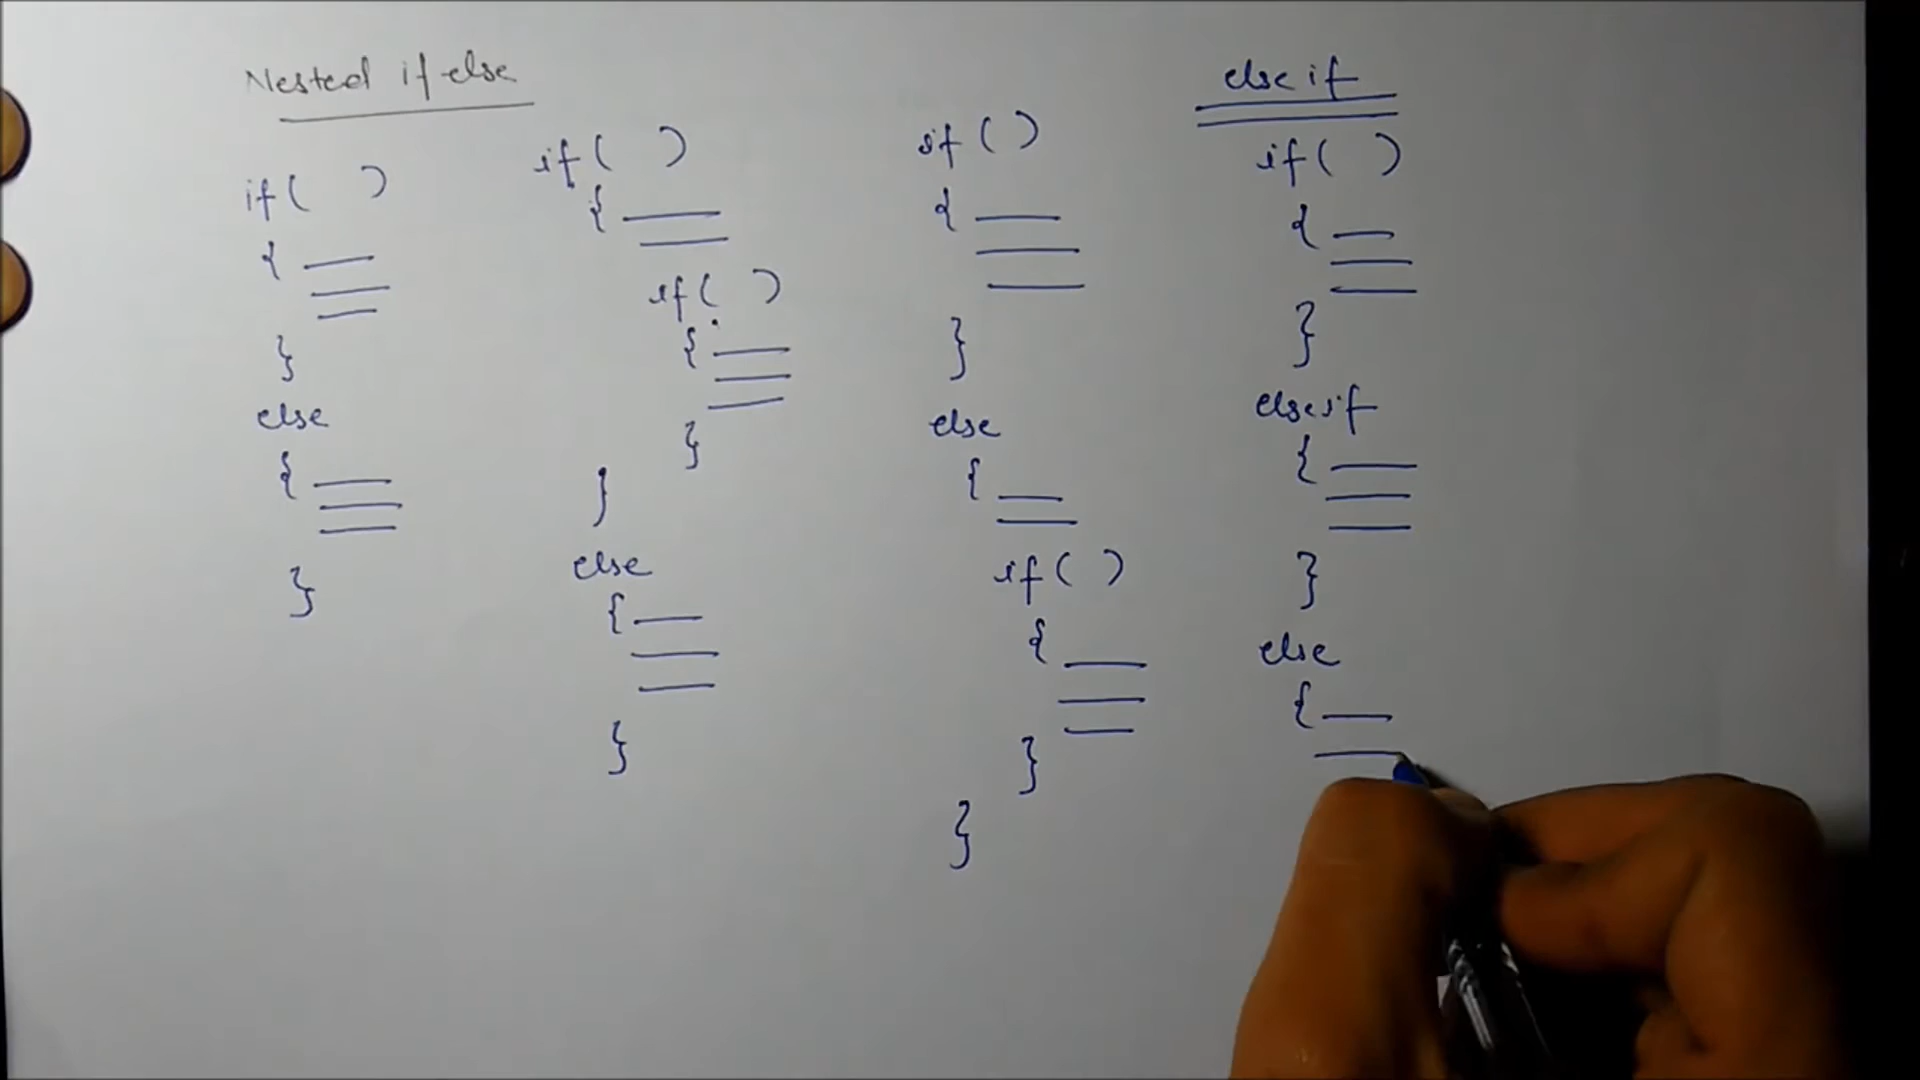 Nested if else
if( )
{
}
else
{
}
if( )
{
if( )
{
}
}
else
{
}
if( )
{
}
else
{
if( )
{
}
}
else if
if( )
{
}
else if
{
}
else
{